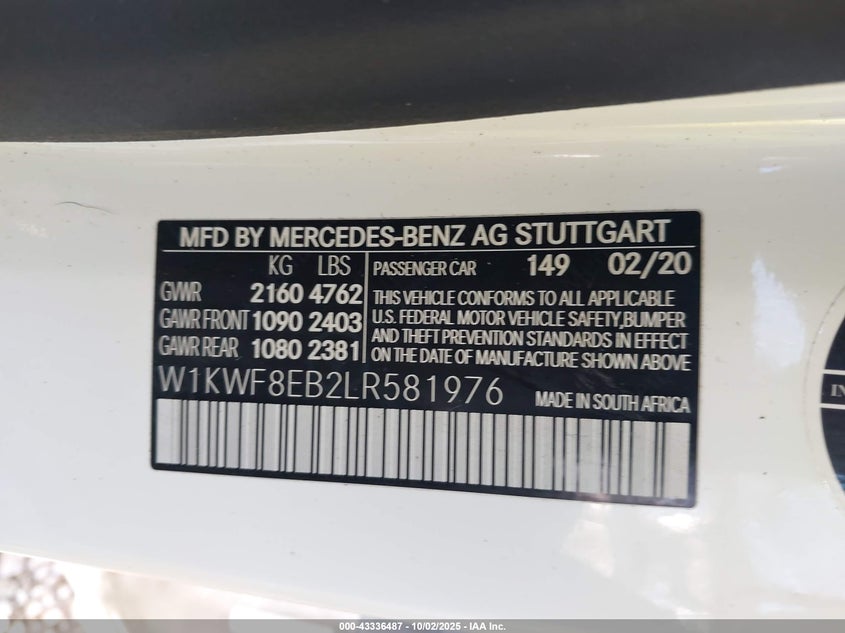 MFD BY MERCEDES-BENZ AG STUTTGART
KG LBS
GVWR 2160 4762
GAWR FRONT 1090 2403
GAWR REAR 1080 2381
PASSENGER CAR 149 02/20
THIS VEHICLE CONFORMS TO ALL APPLICABLE
U.S. FEDERAL MOTOR VEHICLE SAFETY,BUMPER
AND THEFT PREVENTION STANDARDS IN EFFECT
ON THE DATE OF MANUFACTURE SHOWN ABOVE
W1KWF8EB2LR581976
MADE IN SOUTH AFRICA
000-43336487 - 10/02/2025 - IAA Inc.